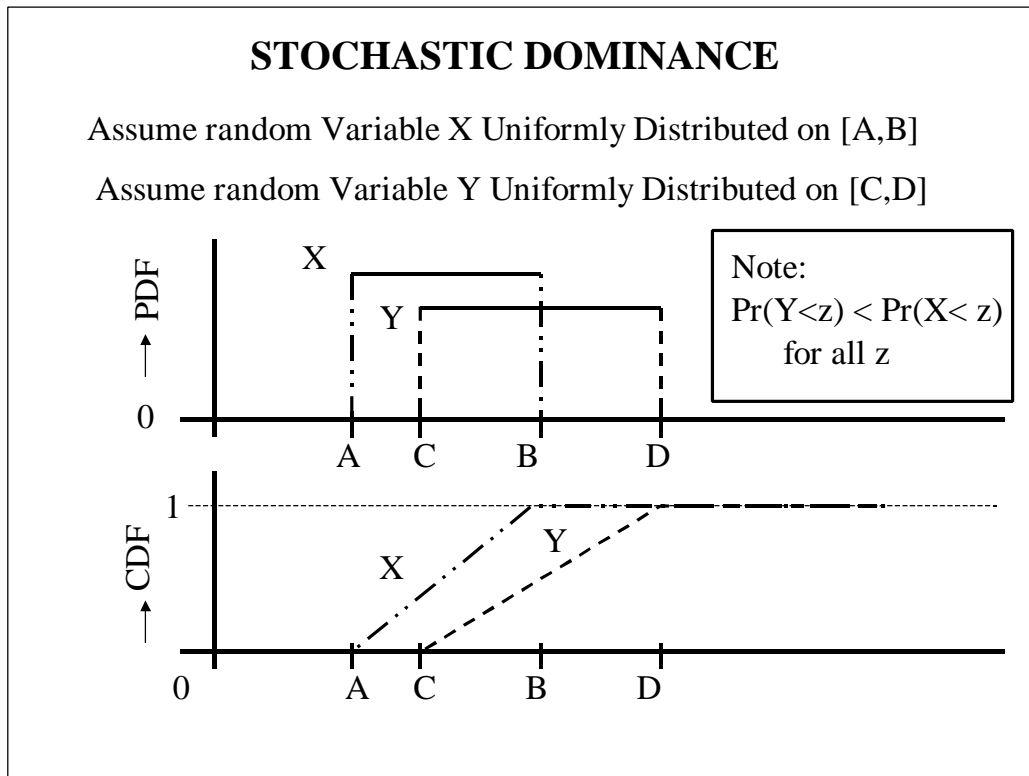 STOCHASTIC DOMINANCE
Assume random Variable X Uniformly Distributed on [A,B]
Assume random Variable Y Uniformly Distributed on [C,D]
PDF
X
Y
0
A C B D
Note:
Pr(Y<z) < Pr(X< z)
for all z
CDF
1
X
Y
0 A C B D